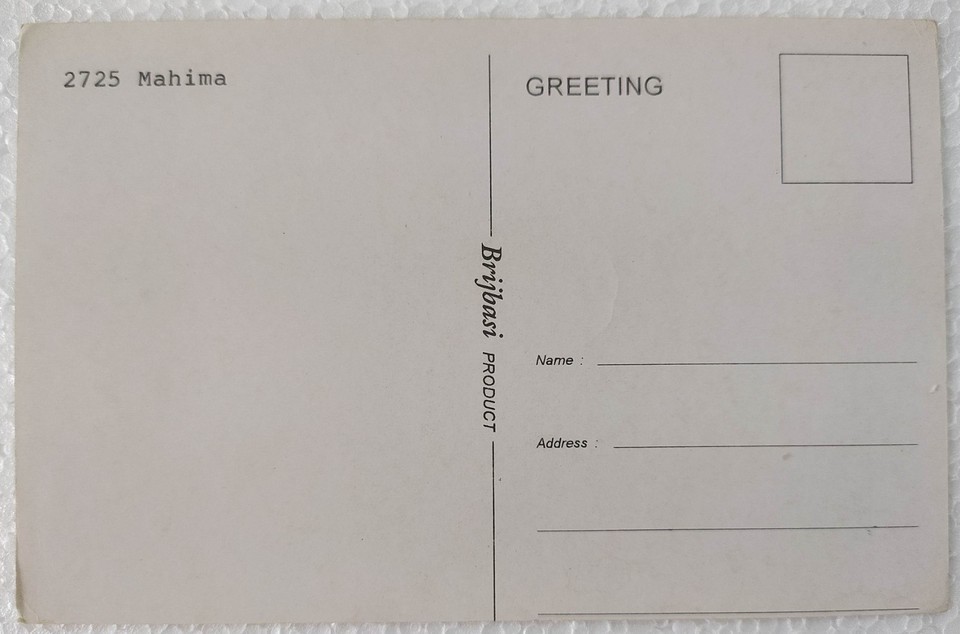 2725 Mahima
Brijbasi PRODUCT
GREETING
Name :
Address :